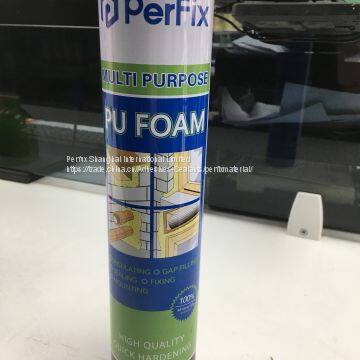 PerFix
MULTI PURPOSE
PU FOAM
Perfix Shanghai International Limited
INSULATING GAP FILLING
SEALING FIXING
MOUNTING
100%
HIGH QUALITY
QUICK HARDENING